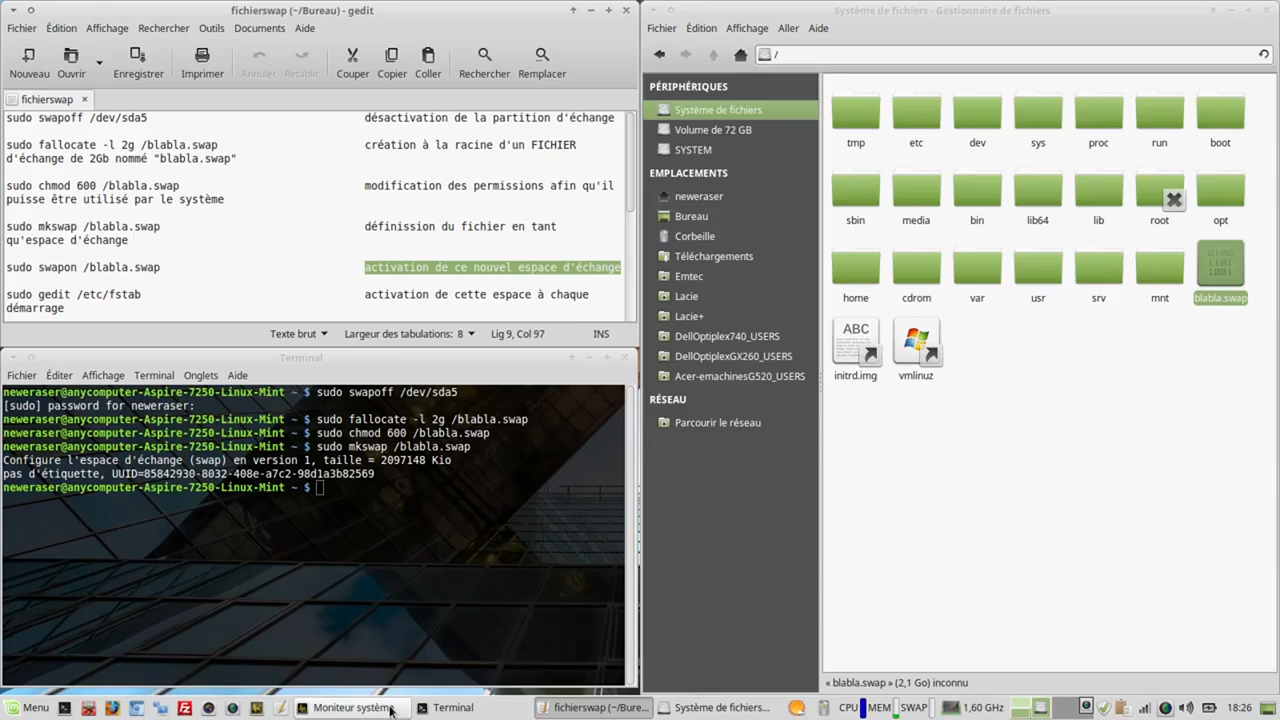 fichierswap (~/Bureau) - gedit
Fichier Édition Affichage Rechercher Outils Documents Aide
Nouveau Ouvrir Enregistrer Imprimer Annuler Rétablir Couper Copier Coller Rechercher Remplacer
fichierswap ×
sudo swapoff /dev/sda5 désactivation de la partition d'échange
sudo fallocate -l 2g /blabla.swap création à la racine d'un FICHIER
d'échange de 2Gb nommé "blabla.swap"
sudo chmod 600 /blabla.swap modification des permissions afin qu'il
puisse être utilisé par le système
sudo mkswap /blabla.swap définission du fichier en tant
qu'espace d'échange
sudo swapon /blabla.swap activation de ce nouvel espace d'échange
sudo gedit /etc/fstab activation de cette espace à chaque
démarrage
Texte brut Largeur des tabulations: 8 Lig 9, Col 97 INS
Terminal
Fichier Éditer Affichage Terminal Onglets Aide
neweraser@anycomputer-Aspire-7250-Linux-Mint ~ $ sudo swapoff /dev/sda5
[sudo] password for neweraser:
neweraser@anycomputer-Aspire-7250-Linux-Mint ~ $ sudo fallocate -l 2g /blabla.swap
neweraser@anycomputer-Aspire-7250-Linux-Mint ~ $ sudo chmod 600 /blabla.swap
neweraser@anycomputer-Aspire-7250-Linux-Mint ~ $ sudo mkswap /blabla.swap
Configure l'espace d'échange (swap) en version 1, taille = 2097148 Kio
pas d'étiquette, UUID=85842930-8032-408e-a7c2-98d1a3b82569
neweraser@anycomputer-Aspire-7250-Linux-Mint ~ $
Système de fichiers - Gestionnaire de fichiers
Fichier Édition Affichage Aller Aide
/
PÉRIPHÉRIQUES
Système de fichiers
Volume de 72 GB
SYSTEM
EMPLACEMENTS
neweraser
Bureau
Corbeille
Téléchargements
Emtec
Lacie
Lacie+
DellOptiplex740_USERS
DellOptiplexGX260_USERS
Acer-emachinesG520_USERS
RÉSEAU
Parcourir le réseau
tmp etc dev sys proc run boot
sbin media bin lib64 lib root opt
home cdrom var usr srv mnt blabla.swap
ABC
initrd.img vmlinuz
« blabla.swap » (2,1 Go) inconnu
Menu Moniteur système Terminal fichierswap (~/Bure... Système de fichiers... CPU MEM SWAP 1,60 GHz 18:26